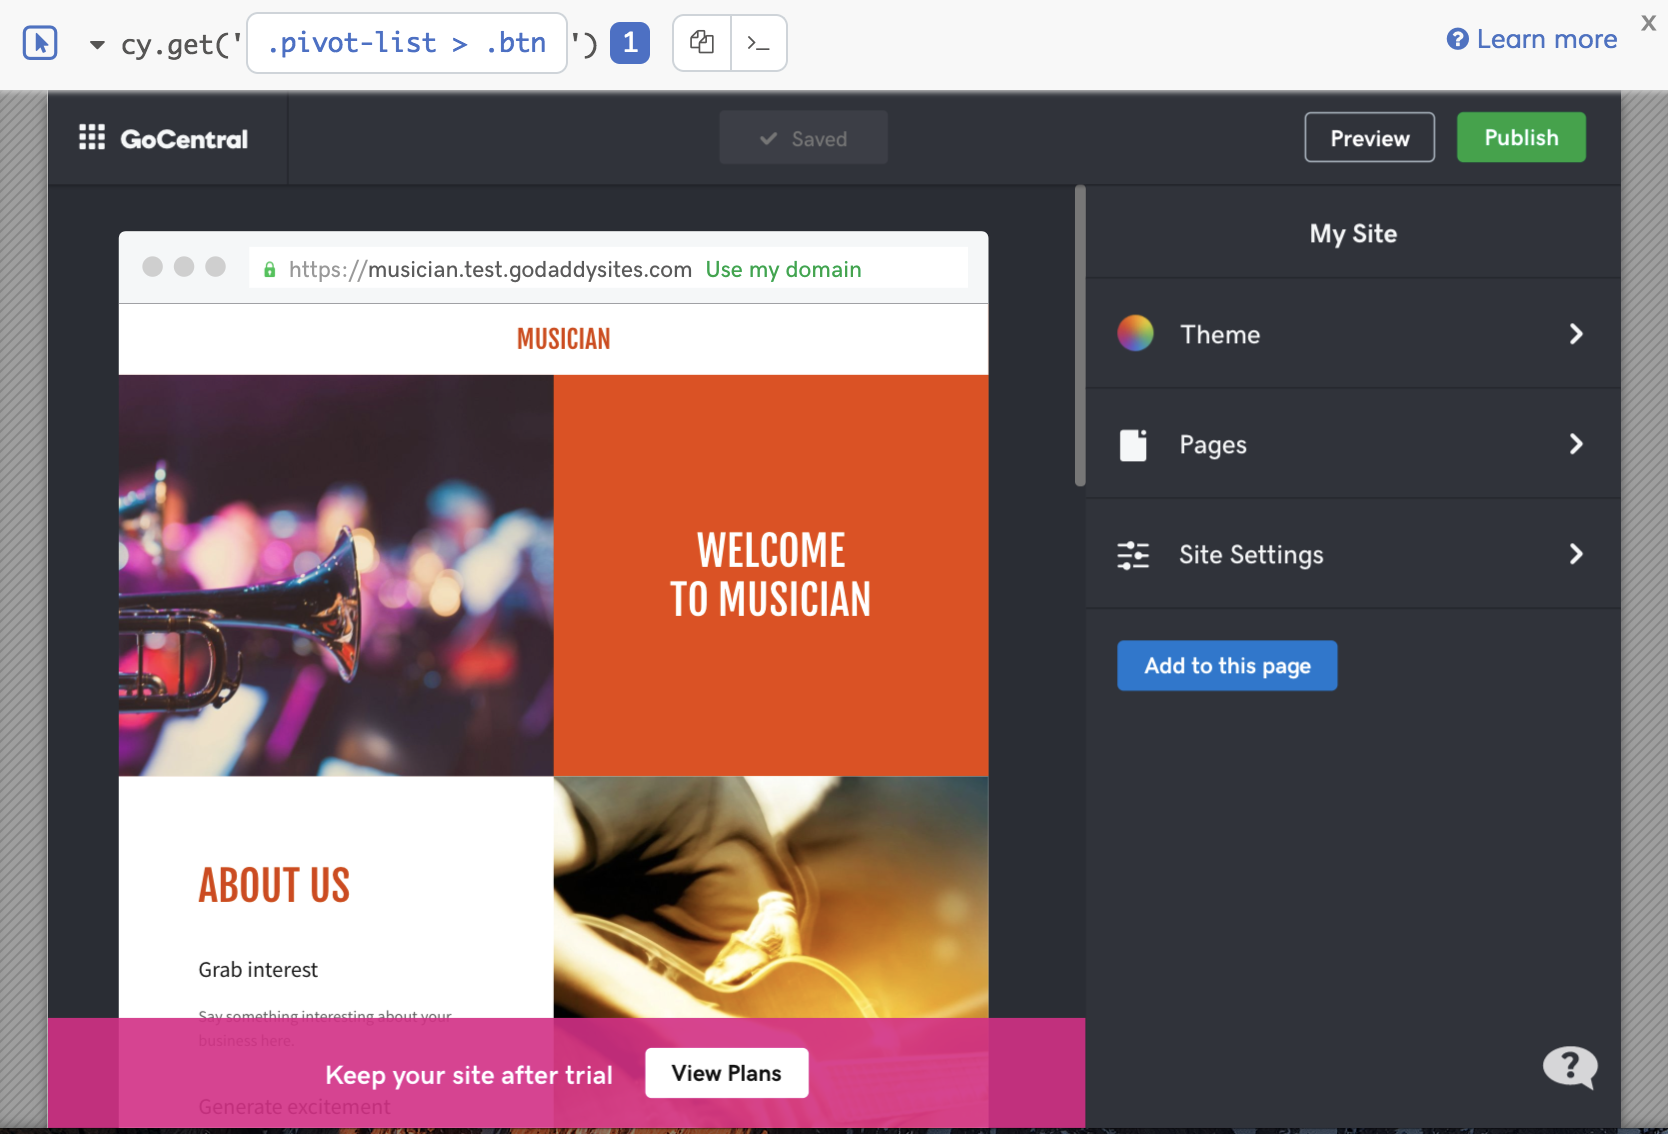 cy.get('.pivot-list > .btn') 1 >_
Learn more
x
GoCentral
Saved
Preview
Publish
https://musician.test.godaddysites.com Use my domain
MUSICIAN
WELCOME
TO MUSICIAN
ABOUT US
Grab interest
Say something interesting about your
business here.
Generate excitement
Keep your site after trial
View Plans
My Site
Theme
Pages
Site Settings
Add to this page